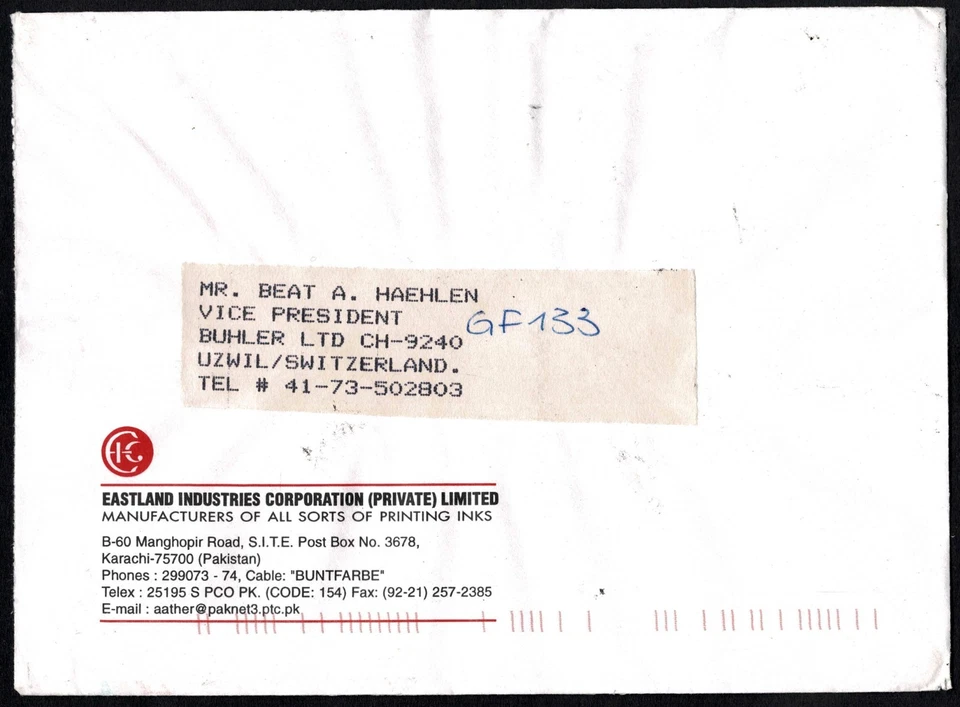 MR. BEAT A. HAEHLEN
VICE PRESIDENT
GF133
BUHLER LTD CH-9240
UZWIL/SWITZERLAND.
TEL # 41-73-502803
EASTLAND INDUSTRIES CORPORATION (PRIVATE) LIMITED
MANUFACTURERS OF ALL SORTS OF PRINTING INKS
B-60 Manghopir Road, S.I.T.E. Post Box No. 3678,
Karachi-75700 (Pakistan)
Phones : 299073 - 74, Cable: "BUNTFARBE"
Telex : 25195 S PCO PK. (CODE: 154) Fax: (92-21) 257-2385
E-mail : aather@paknet3.ptc.pk